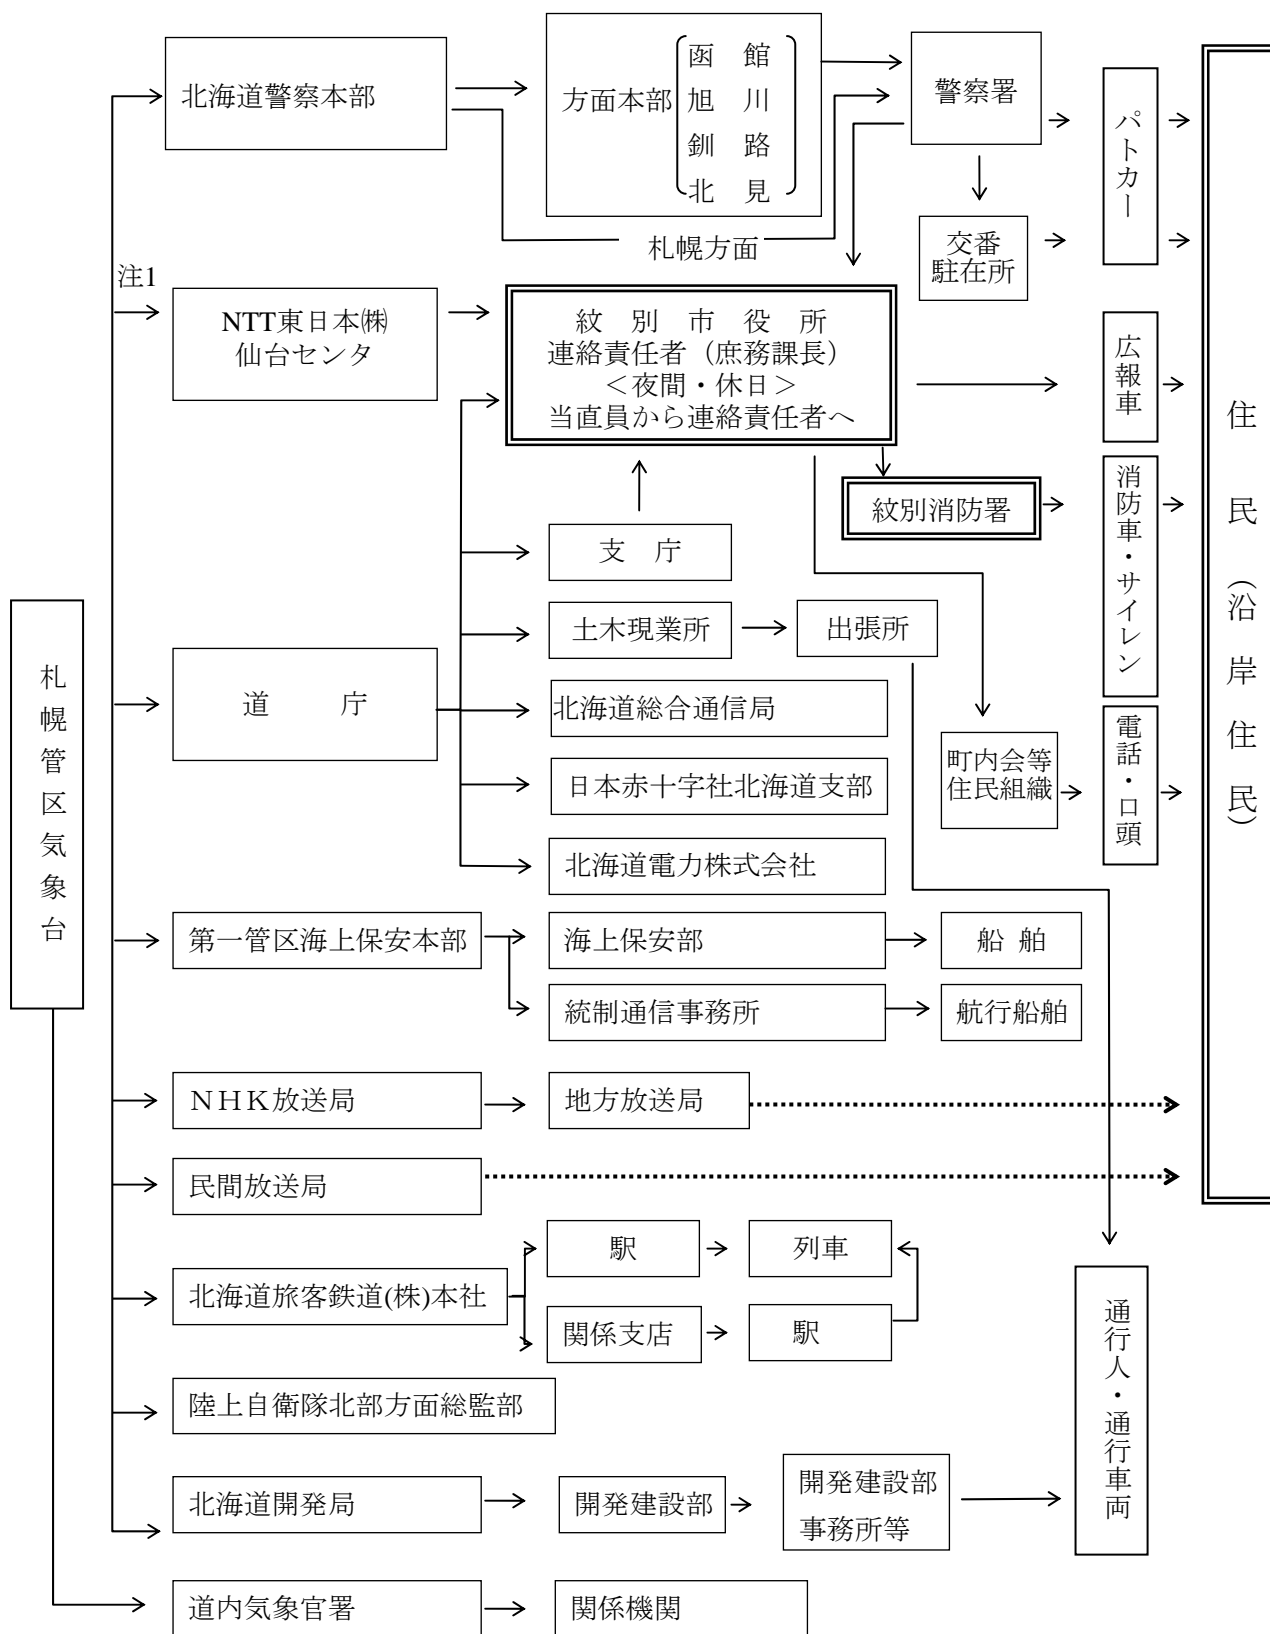 北海道警察本部
方面本部
函　館
旭　川
釧　路
北　見
警察署
パトカー
交番
駐在所
札幌方面
注1
NTT東日本㈱
仙台センタ
紋　別　市　役　所
連絡責任者（庶務課長）
＜夜間・休日＞
当直員から連絡責任者へ
広報車
紋別消防署
消防車・サイレン
支　庁
土木現業所
出張所
道　　庁
北海道総合通信局
日本赤十字社北海道支部
北海道電力株式会社
町内会等
住民組織
電話・口頭
住　民　（沿　岸　住　民）
札幌管区気象台
第一管区海上保安本部
海上保安部
船 舶
統制通信事務所
航行船舶
ＮＨＫ放送局
地方放送局
民間放送局
駅
列車
北海道旅客鉄道(株)本社
関係支店
駅
陸上自衛隊北部方面総監部
通行人・通行車両
北海道開発局
開発建設部
開発建設部
事務所等
道内気象官署
関係機関